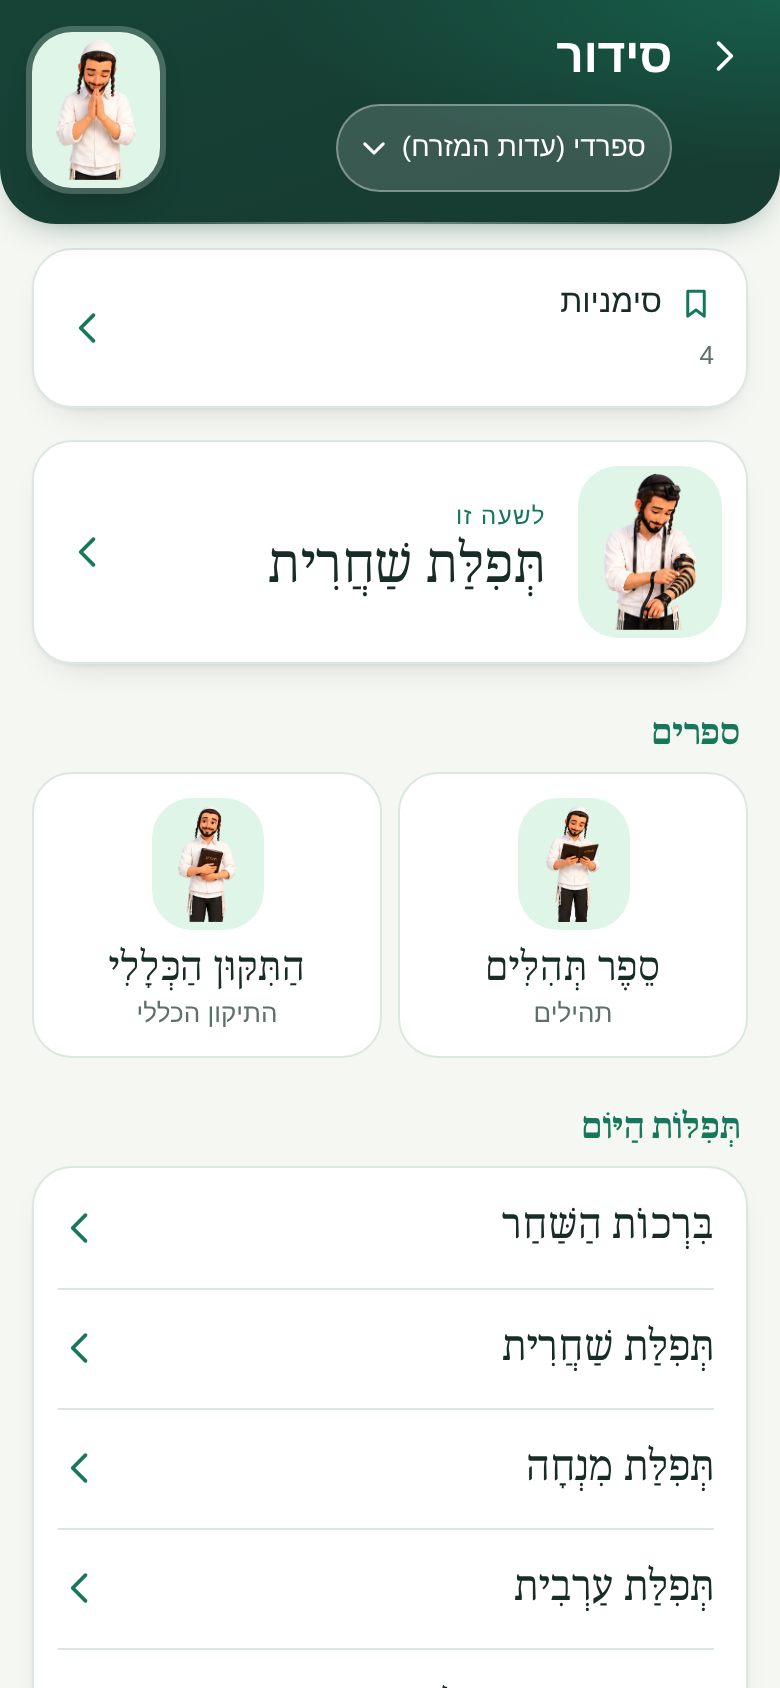 סידור
ספרדי (עדות המזרח)
סימניות
4
לשעה זו
תְּפִלַּת שַׁחֲרִית
ספרים
סֵפֶר תְּהִלִּים
תהילים
הַתִּקּוּן הַכְּלָלִי
התיקון הכללי
תְּפִלּוֹת הַיּוֹם
בִּרְכוֹת הַשַּׁחַר
תְּפִלַּת שַׁחֲרִית
תְּפִלַּת מִנְחָה
תְּפִלַּת עַרְבִית